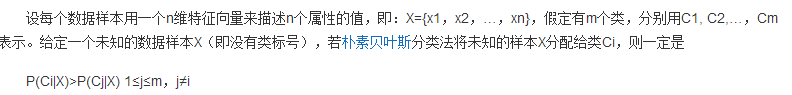 设每个数据样本用一个n维特征向量来描述n个属性的值，即：X={x1，x2，…，xn}，假定有m个类，分别用C1, C2,…，Cm
表示。给定一个未知的数据样本X（即没有类标号），若朴素贝叶斯分类法将未知的样本X分配给类Ci，则一定是
P(Ci|X)>P(Cj|X) 1≤j≤m，j≠i